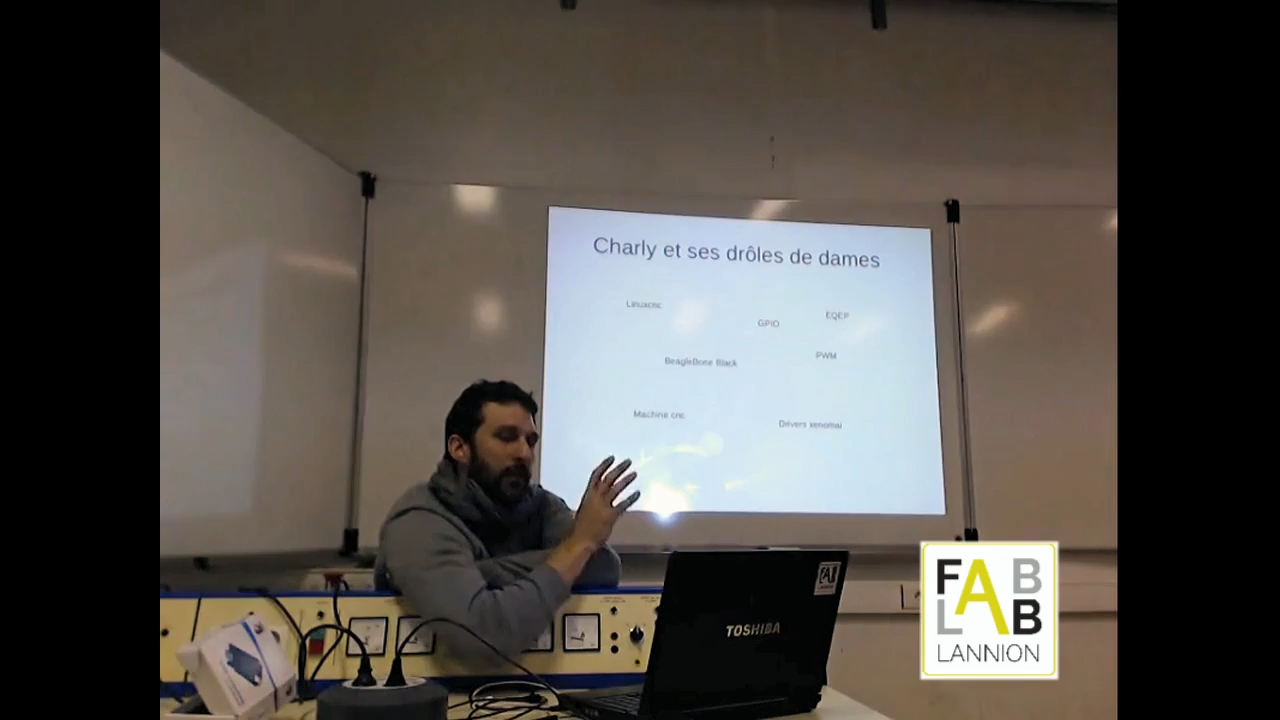 Charly et ses drôles de dames
Linuxcnc
GPIO
EQEP
BeagleBone Black
PWM
Machine cnc
Drivers xenomai
TOSHIBA
FAB
LAB
LANNION